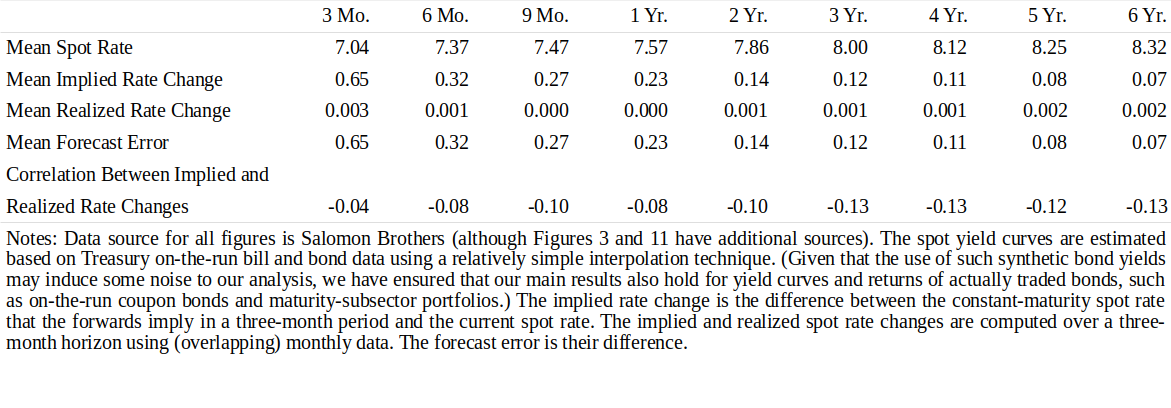 3 Mo. 6 Mo. 9 Mo. 1 Yr. 2 Yr. 3 Yr. 4 Yr. 5 Yr. 6 Yr.
Mean Spot Rate 7.04 7.37 7.47 7.57 7.86 8.00 8.12 8.25 8.32
Mean Implied Rate Change 0.65 0.32 0.27 0.23 0.14 0.12 0.11 0.08 0.07
Mean Realized Rate Change 0.003 0.001 0.000 0.000 0.001 0.001 0.001 0.002 0.002
Mean Forecast Error 0.65 0.32 0.27 0.23 0.14 0.12 0.11 0.08 0.07
Correlation Between Implied and
Realized Rate Changes -0.04 -0.08 -0.10 -0.08 -0.10 -0.13 -0.13 -0.12 -0.13
Notes: Data source for all figures is Salomon Brothers (although Figures 3 and 11 have additional sources). The spot yield curves are estimated
based on Treasury on-the-run bill and bond data using a relatively simple interpolation technique. (Given that the use of such synthetic bond yields
may induce some noise to our analysis, we have ensured that our main results also hold for yield curves and returns of actually traded bonds, such
as on-the-run coupon bonds and maturity-subsector portfolios.) The implied rate change is the difference between the constant-maturity spot rate
that the forwards imply in a three-month period and the current spot rate. The implied and realized spot rate changes are computed over a three-
month horizon using (overlapping) monthly data. The forecast error is their difference.